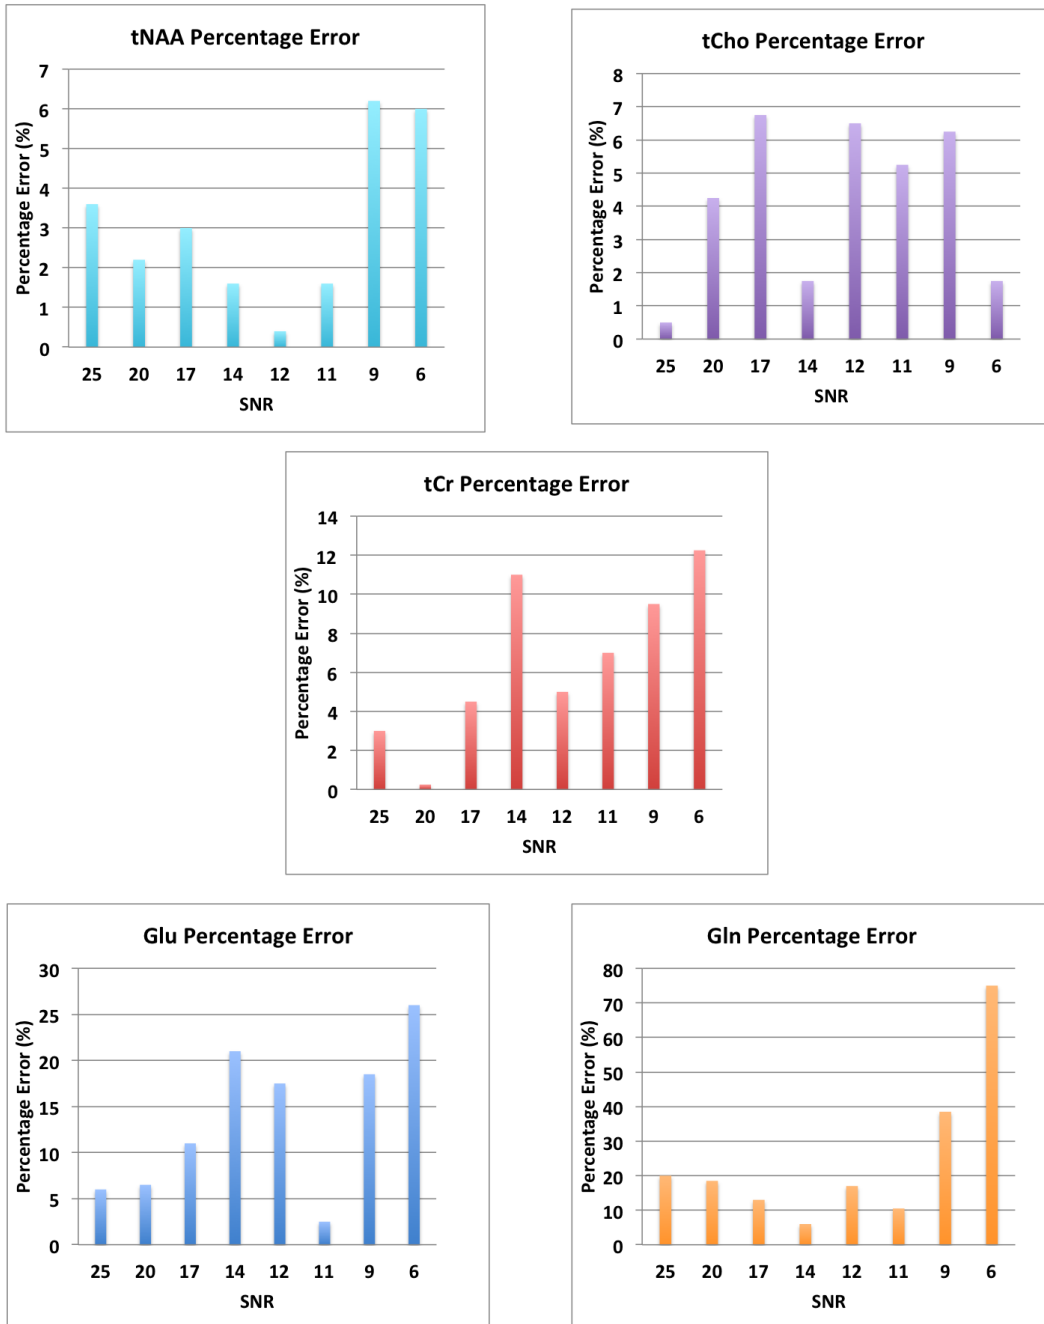 tNAA Percentage Error
Percentage Error (%)
7
6
5
4
3
2
1
0
25 20 17 14 12 11 9 6
SNR
tCho Percentage Error
Percentage Error (%)
8
7
6
5
4
3
2
1
0
25 20 17 14 12 11 9 6
SNR
tCr Percentage Error
Percentage Error (%)
14
12
10
8
6
4
2
0
25 20 17 14 12 11 9 6
SNR
Glu Percentage Error
Percentage Error (%)
30
25
20
15
10
5
0
25 20 17 14 12 11 9 6
SNR
Gln Percentage Error
Percentage Error (%)
80
70
60
50
40
30
20
10
0
25 20 17 14 12 11 9 6
SNR